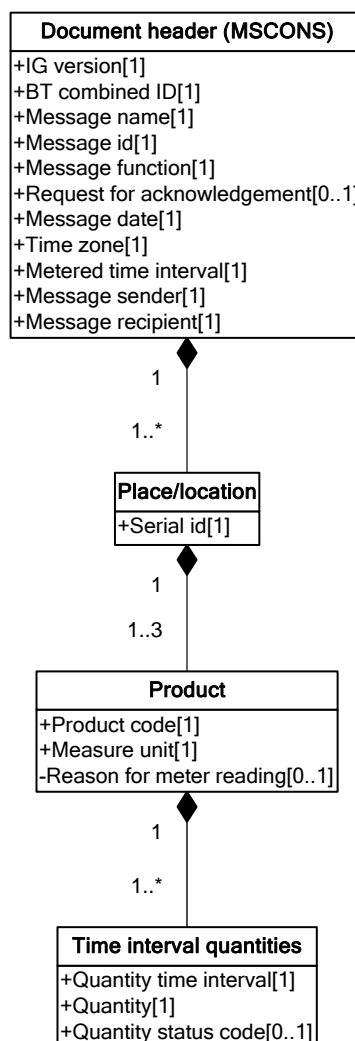 Document header (MSCONS)
+IG version[1]
+BT combined ID[1]
+Message name[1]
+Message id[1]
+Message function[1]
+Request for acknowledgement[0..1]
+Message date[1]
+Time zone[1]
+Metered time interval[1]
+Message sender[1]
+Message recipient[1]
1
1..*
Place/location
+Serial id[1]
1
1..3
Product
+Product code[1]
+Measure unit[1]
-Reason for meter reading[0..1]
1
1..*
Time interval quantities
+Quantity time interval[1]
+Quantity[1]
+Quantity status code[0..1]